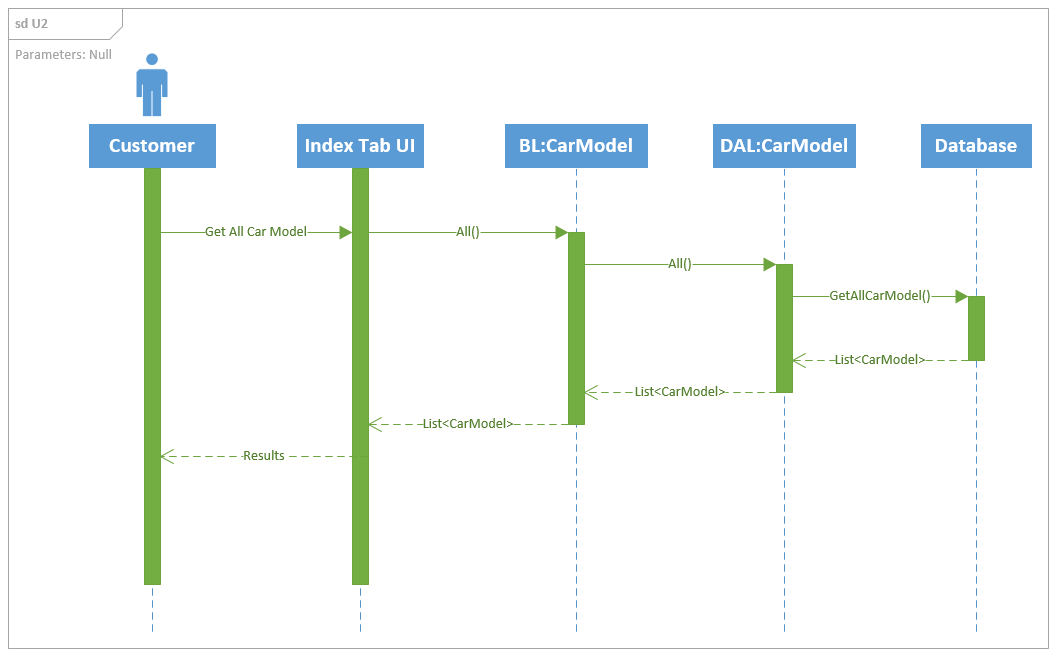 sd U2
Parameters: Null
Customer
Index Tab UI
BL:CarModel
DAL:CarModel
Database
Get All Car Model
All()
All()
GetAllCarModel()
List<CarModel>
List<CarModel>
List<CarModel>
Results